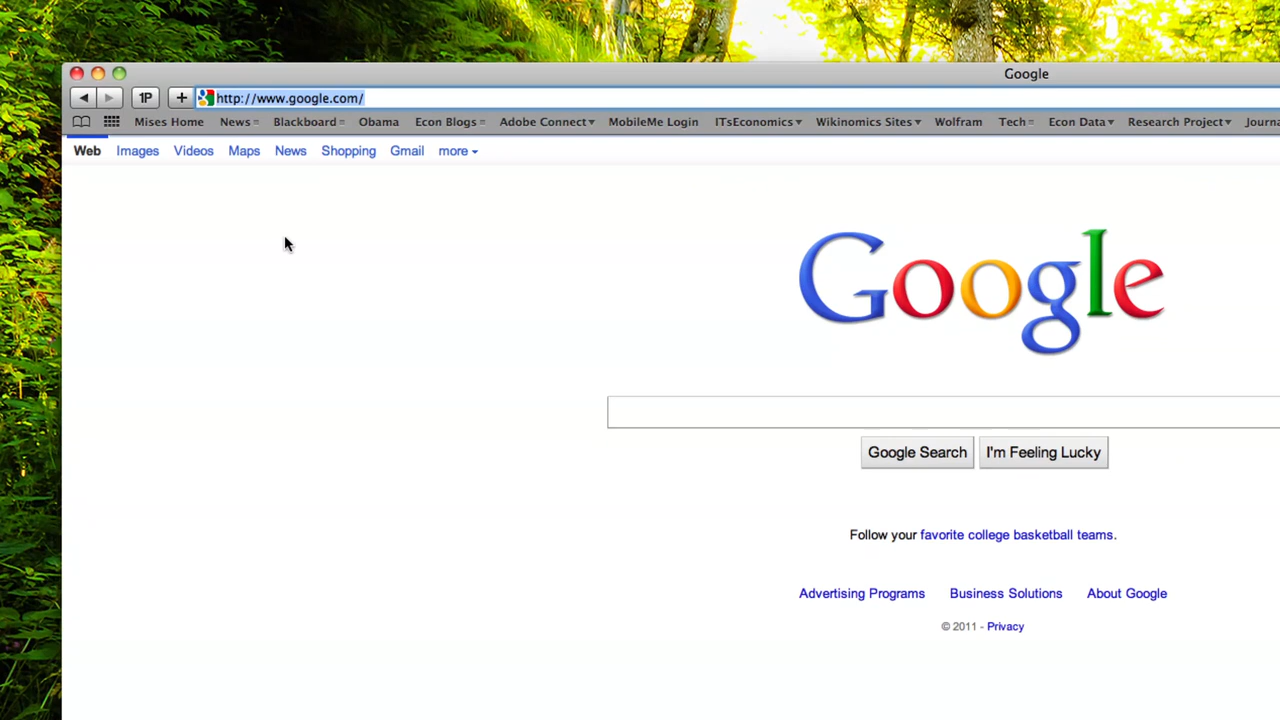 Google
1P + http://www.google.com/
Mises Home News Blackboard Obama Econ Blogs Adobe Connect MobileMe Login ITsEconomics Wikinomics Sites Wolfram Tech Econ Data Research Project Journa
Web Images Videos Maps News Shopping Gmail more
Google
Google Search I'm Feeling Lucky
Follow your favorite college basketball teams.
Advertising Programs Business Solutions About Google
© 2011 - Privacy